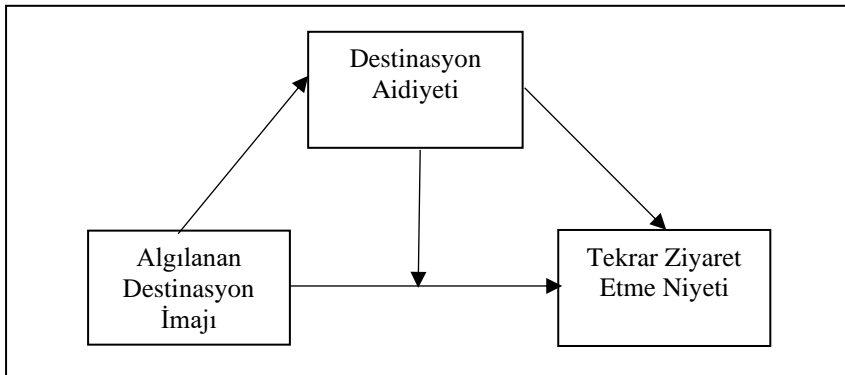 Destinasyon
Aidiyeti
Algılanan
Destinasyon
İmajı
Tekrar Ziyaret
Etme Niyeti